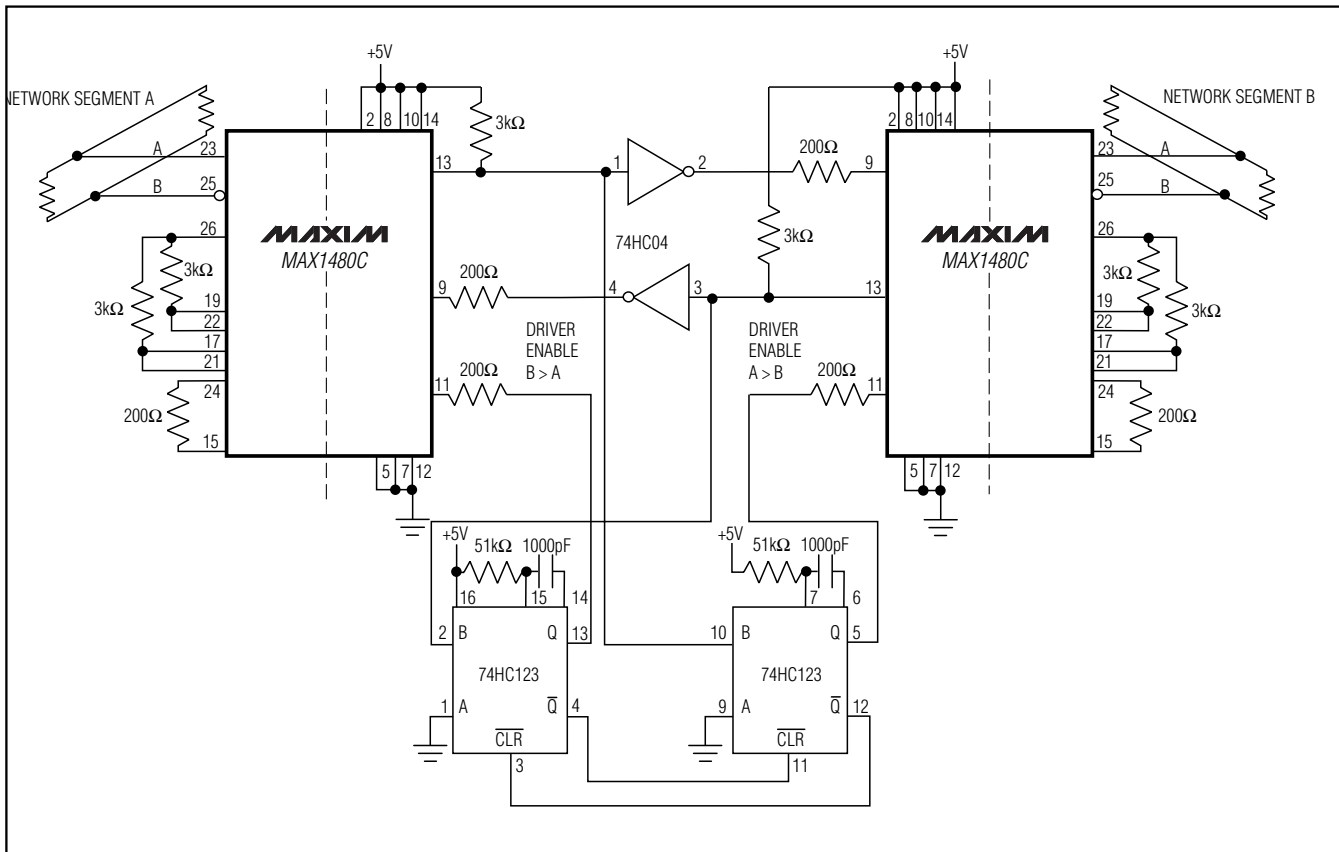 +5V
+5V
NETWORK SEGMENT A
NETWORK SEGMENT B
2 8 10 14
3kΩ
2 8 10 14
A
23
13
1
2
200Ω
9
23
A
B
25
25
B
MAXIM
MAX1480C
MAXIM
MAX1480C
26
3kΩ
3kΩ
19
22
17
21
24
200Ω
15
74HC04
3kΩ
9
200Ω
4
3
13
26
3kΩ
19
22
3kΩ
17
21
24
200Ω
15
DRIVER
ENABLE
B > A
DRIVER
ENABLE
A > B
11
200Ω
200Ω
11
5 7 12
5 7 12
+5V
51kΩ
1000pF
+5V
51kΩ
1000pF
16
15
14
7
6
2
B
Q
13
10
B
Q
5
74HC123
74HC123
1
A
Q
4
9
A
Q
12
CLR
CLR
3
11